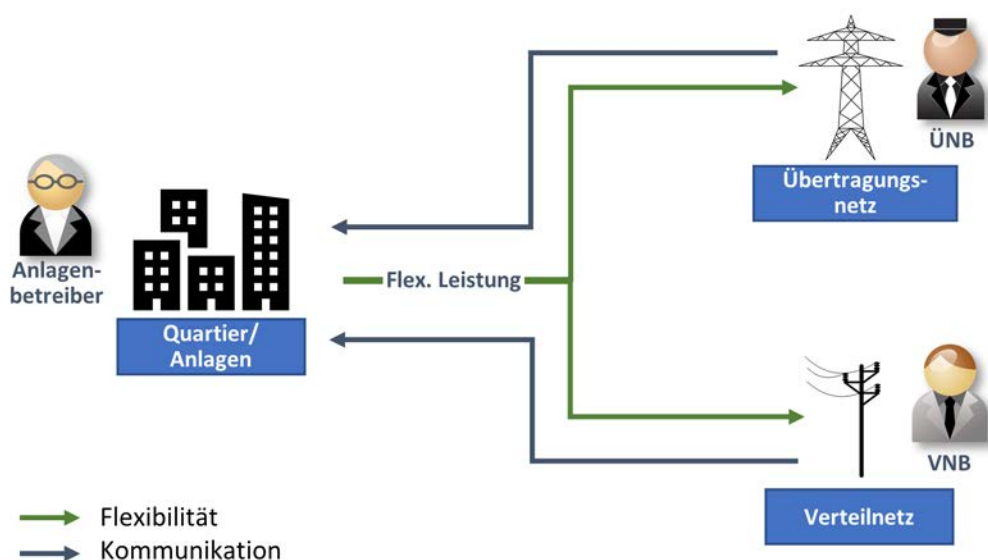 ÜNB
Übertragungs-
netz
Anlagen-
betreiber
Flex. Leistung
Quartier/
Anlagen
VNB
Verteilnetz
Flexibilität
Kommunikation